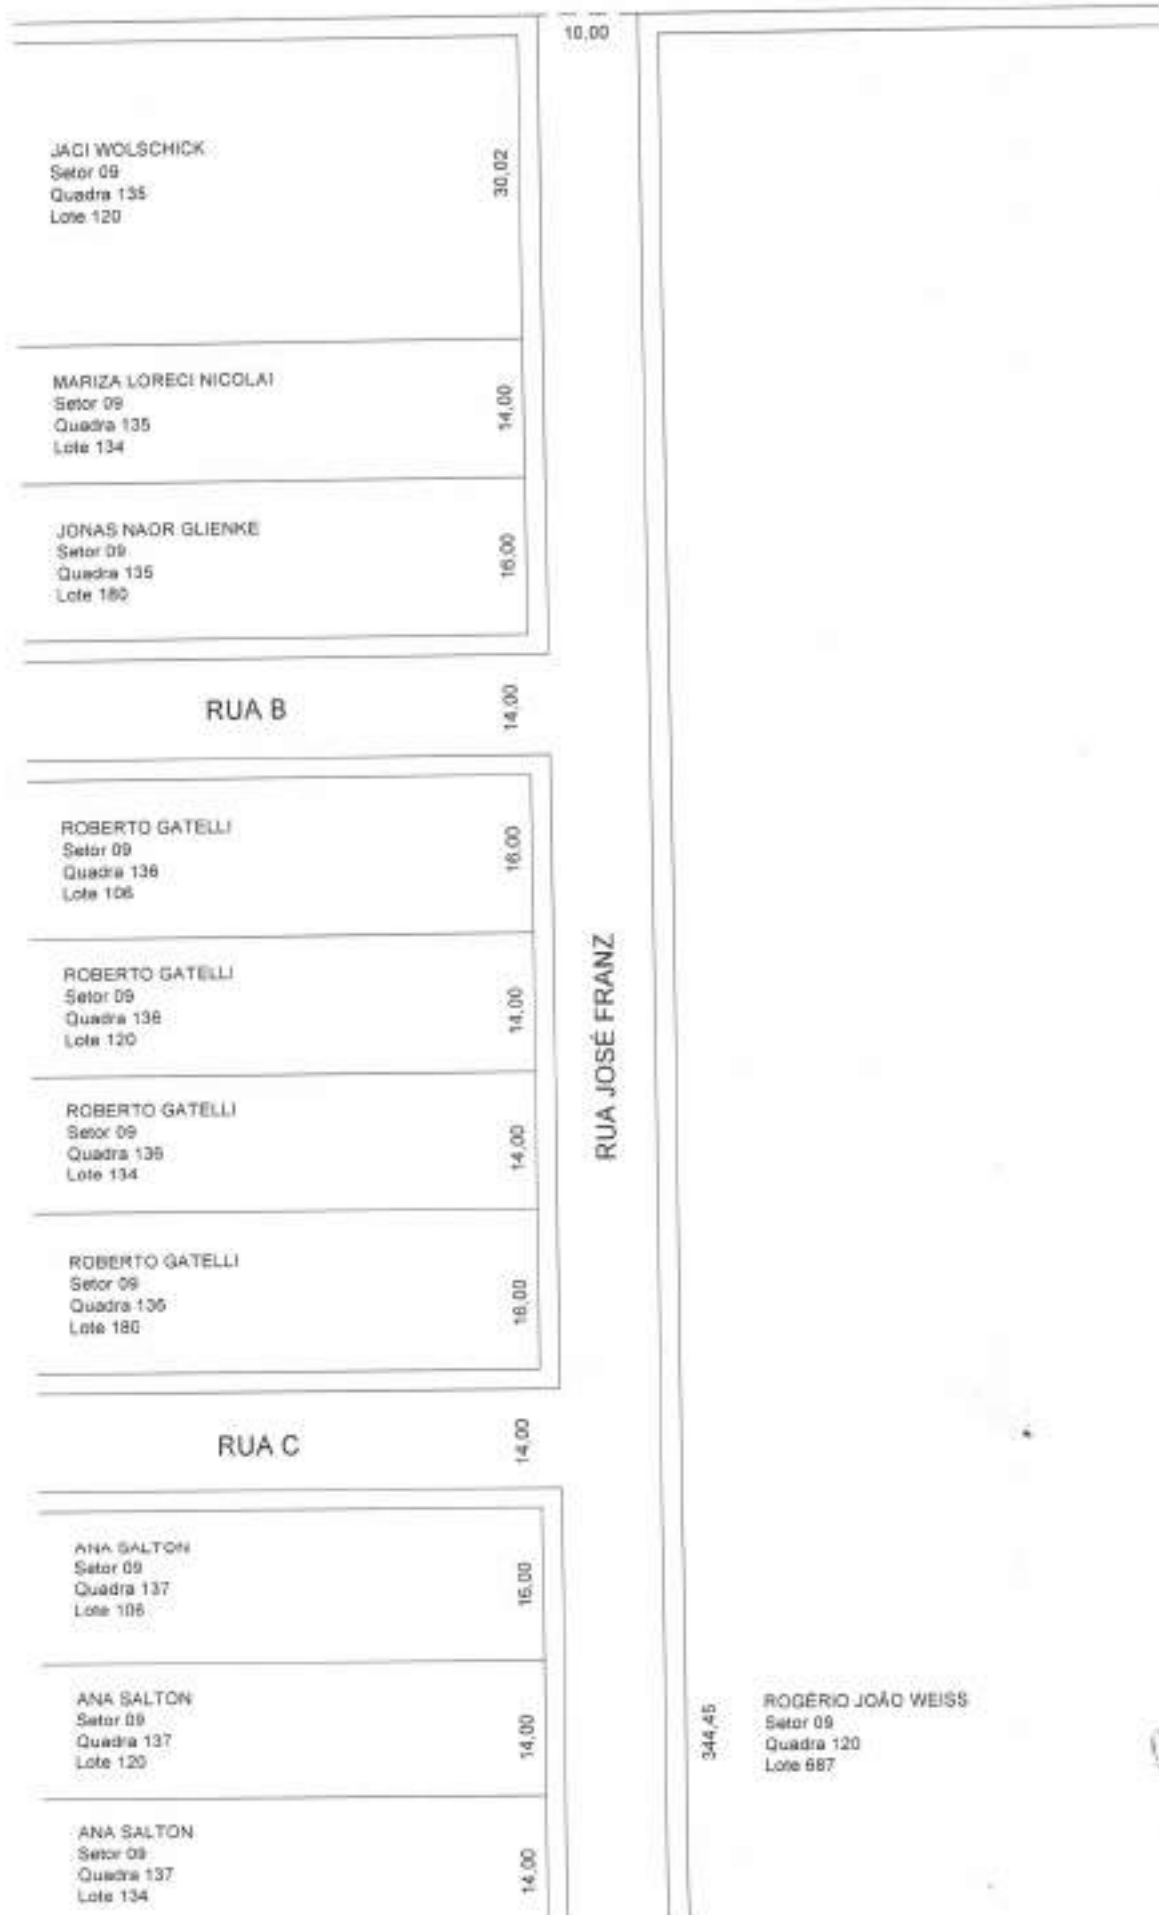 10,00
JACI WOLSCHICK
Setor 09
Quadra 135
Lote 120
30,02
MARIZA LORECI NICOLAI
Setor 09
Quadra 135
Lote 134
14,00
JONAS NAOR GLIENKE
Setor 09
Quadra 135
Lote 180
16,00
RUA B
14,00
ROBERTO GATELLI
Setor 09
Quadra 136
Lote 106
16,00
ROBERTO GATELLI
Setor 09
Quadra 136
Lote 120
14,00
RUA JOSÉ FRANZ
ROBERTO GATELLI
Setor 09
Quadra 136
Lote 134
14,00
ROBERTO GATELLI
Setor 09
Quadra 136
Lote 180
16,00
RUA C
14,00
ANA SALTON
Setor 09
Quadra 137
Lote 106
16,00
ANA SALTON
Setor 09
Quadra 137
Lote 120
14,00
344,45
ROGÉRIO JOÃO WEISS
Setor 09
Quadra 120
Lote 687
ANA SALTON
Setor 09
Quadra 137
Lote 134
14,00